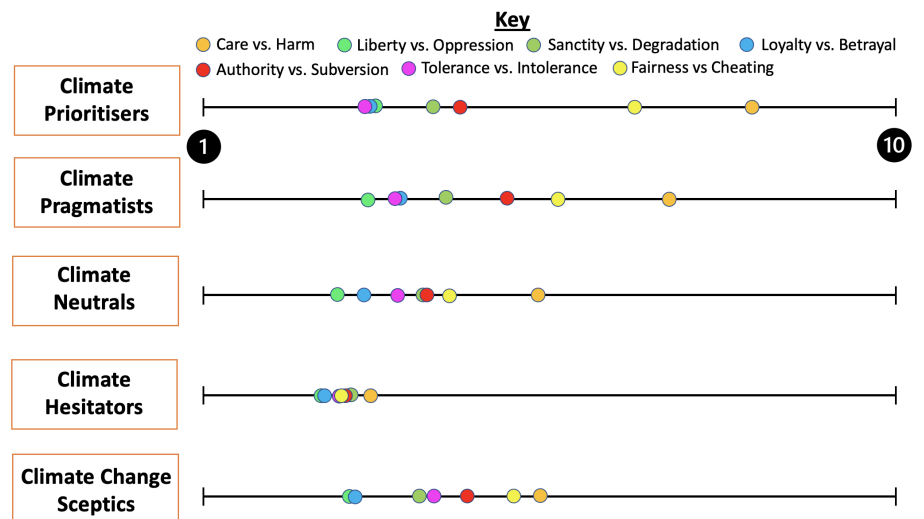 Key
Care vs. Harm Liberty vs. Oppression Sanctity vs. Degradation Loyalty vs. Betrayal
Authority vs. Subversion Tolerance vs. Intolerance Fairness vs Cheating
Climate
Prioritisers
1 10
Climate
Pragmatists
Climate
Neutrals
Climate
Hesitators
Climate Change
Sceptics